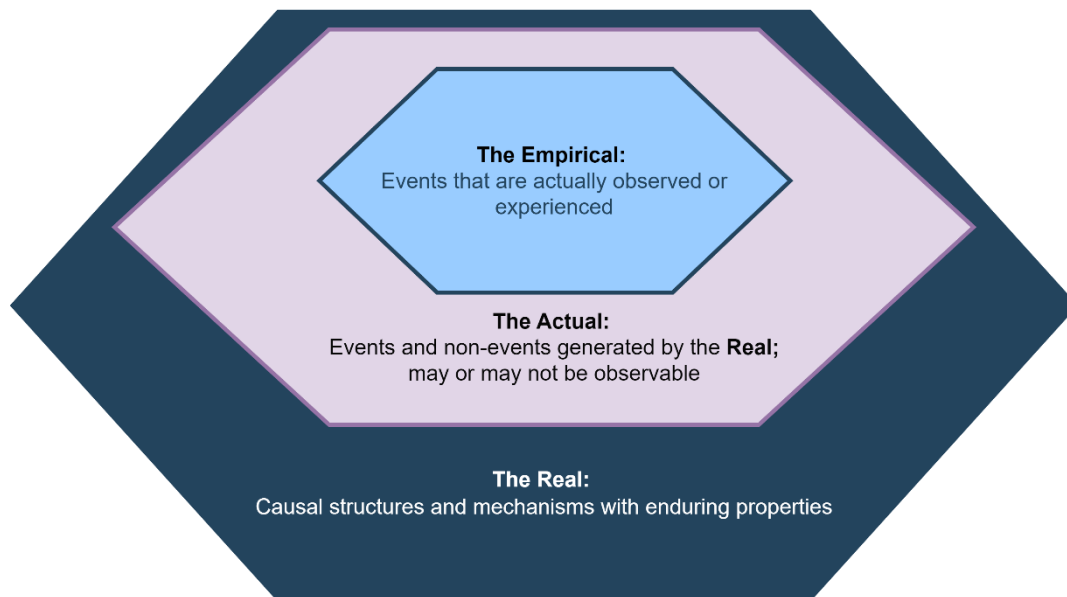 The Empirical:
Events that are actually observed or
experienced
The Actual:
Events and non-events generated by the Real;
may or may not be observable
The Real:
Causal structures and mechanisms with enduring properties